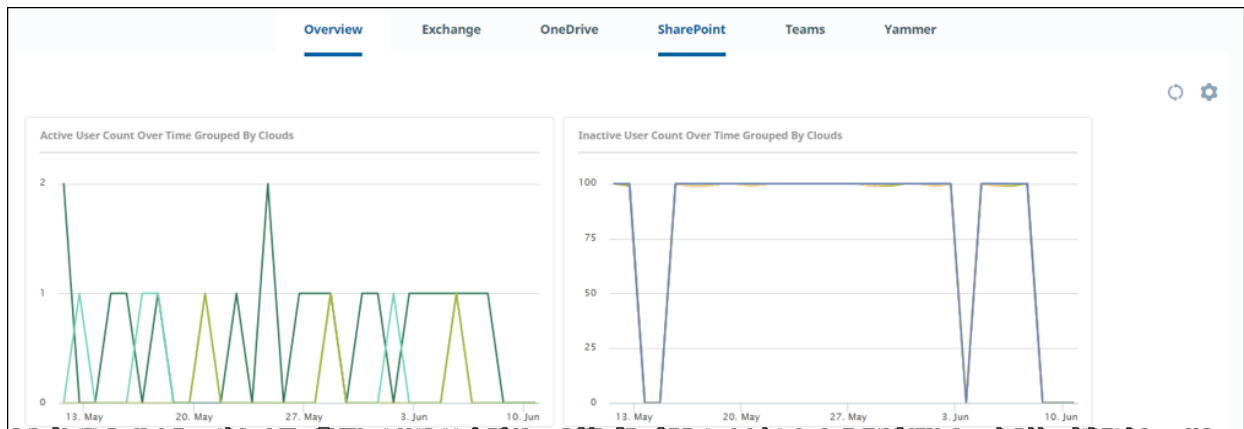 Overview Exchange OneDrive SharePoint Teams Yammer
Active User Count Over Time Grouped By Clouds
2
1
0
13. May 20. May 27. May 3. Jun 10. Jun
Inactive User Count Over Time Grouped By Clouds
100
75
50
25
0
13. May 20. May 27. May 3. Jun 10. Jun